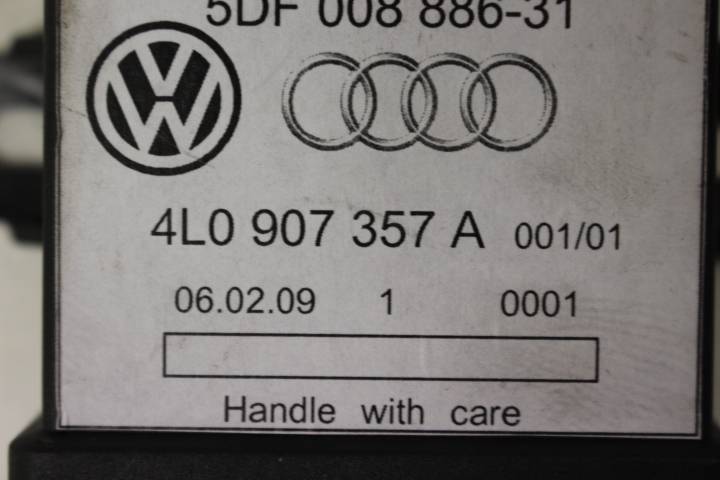 5DF 008 886-31
4L0 907 357 A 001/01
06.02.09 1 0001
Handle with care